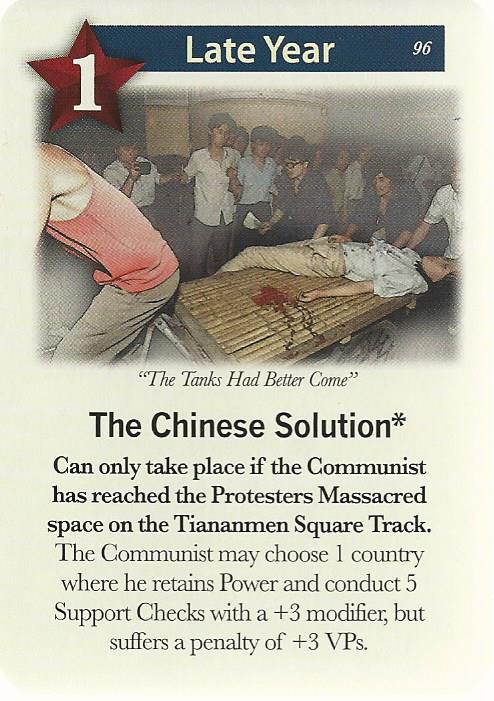 1
Late Year
96
“The Tanks Had Better Come”
The Chinese Solution*
Can only take place if the Communist
has reached the Protesters Massacred
space on the Tiananmen Square Track.
The Communist may choose 1 country
where he retains Power and conduct 5
Support Checks with a +3 modifier, but
suffers a penalty of +3 VPs.